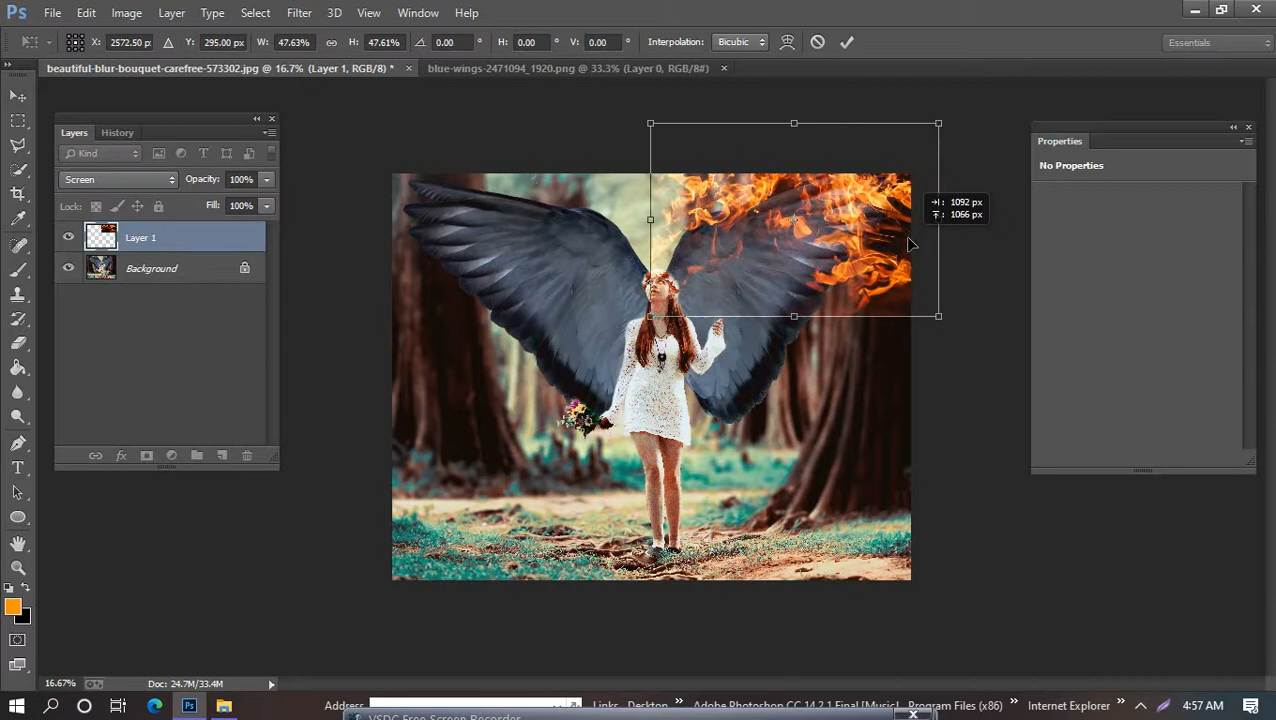 Ps File Edit Image Layer Type Select Filter 3D View Window Help
X: 2572.50 px Y: 295.00 px W: 47.63% H: 47.61% 0.00 ° H: 0.00 ° V: 0.00 ° Interpolation: Bicubic Essentials
beautiful-blur-bouquet-carefree-573302.jpg @ 16.7% (Layer 1, RGB/8) * × blue-wings-2471094_1920.png @ 33.3% (Layer 0, RGB/8#) ×
Layers History
Kind
Screen Opacity: 100%
Lock: Fill: 100%
Layer 1
Background
fx
Properties
No Properties
1092 px
1066 px
16.67% Doc: 24.7M/33.4M
Ps Address Links Desktop » Adobe Photoshop CC 14.2.1 Final [Music] Program Files (x86) » Internet Explorer » 4:57 AM
VSDC Free Screen Recorder X